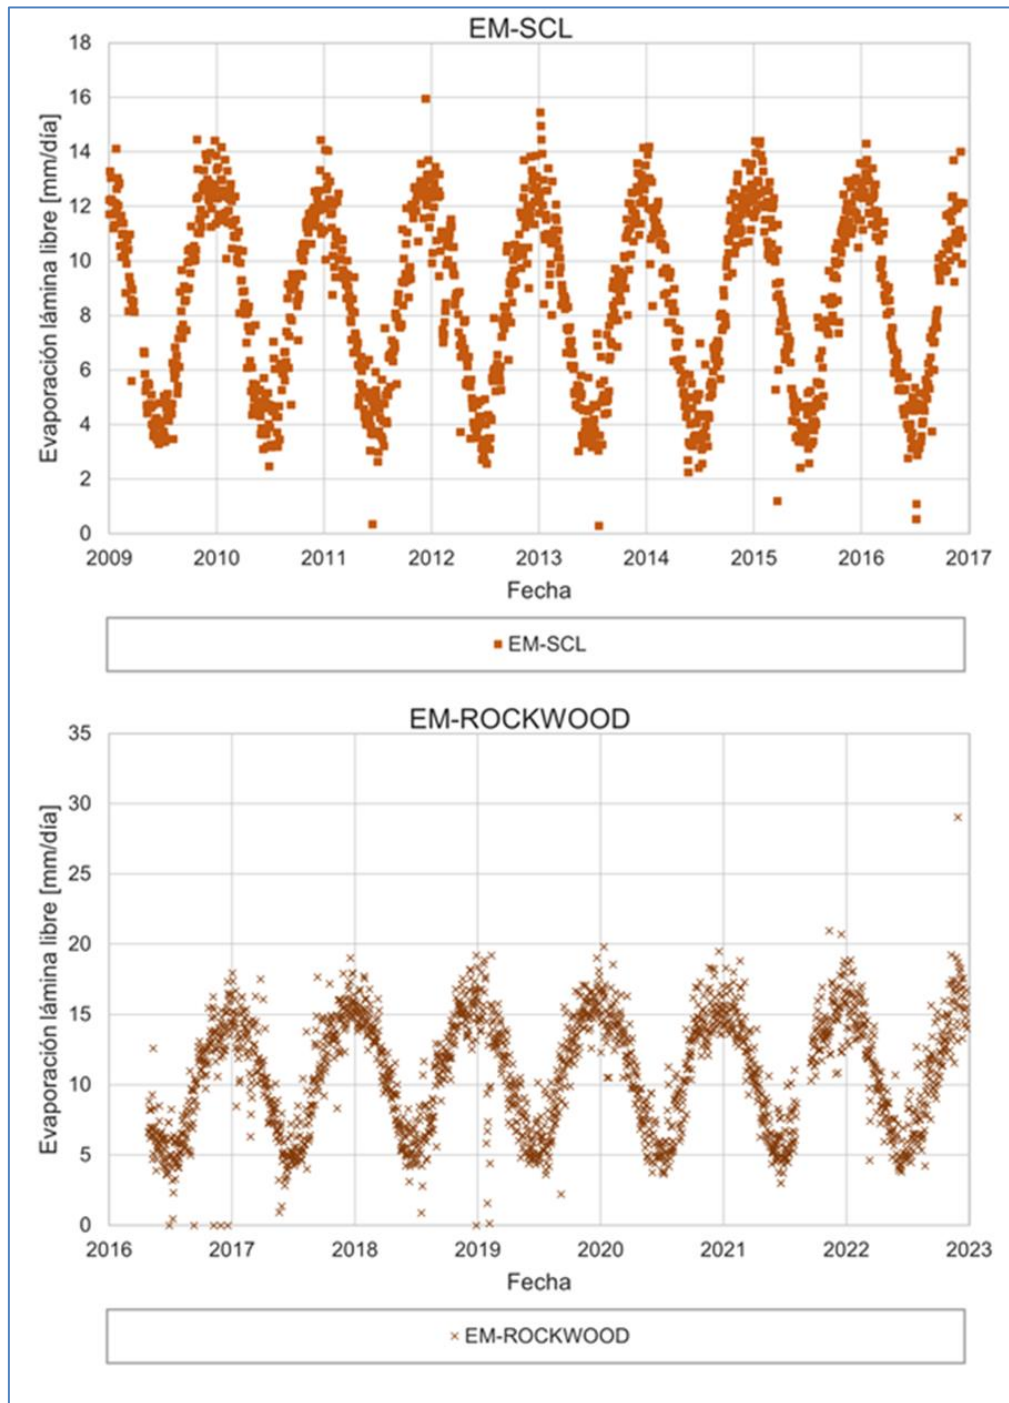 EM-SCL
18
16
14
12
10
8
6
4
2
0
Evaporación lámina libre [mm/día]
2009 2010 2011 2012 2013 2014 2015 2016 2017
Fecha
EM-SCL
EM-ROCKWOOD
35
30
25
20
15
10
5
0
Evaporación lámina libre [mm/día]
2016 2017 2018 2019 2020 2021 2022 2023
Fecha
EM-ROCKWOOD